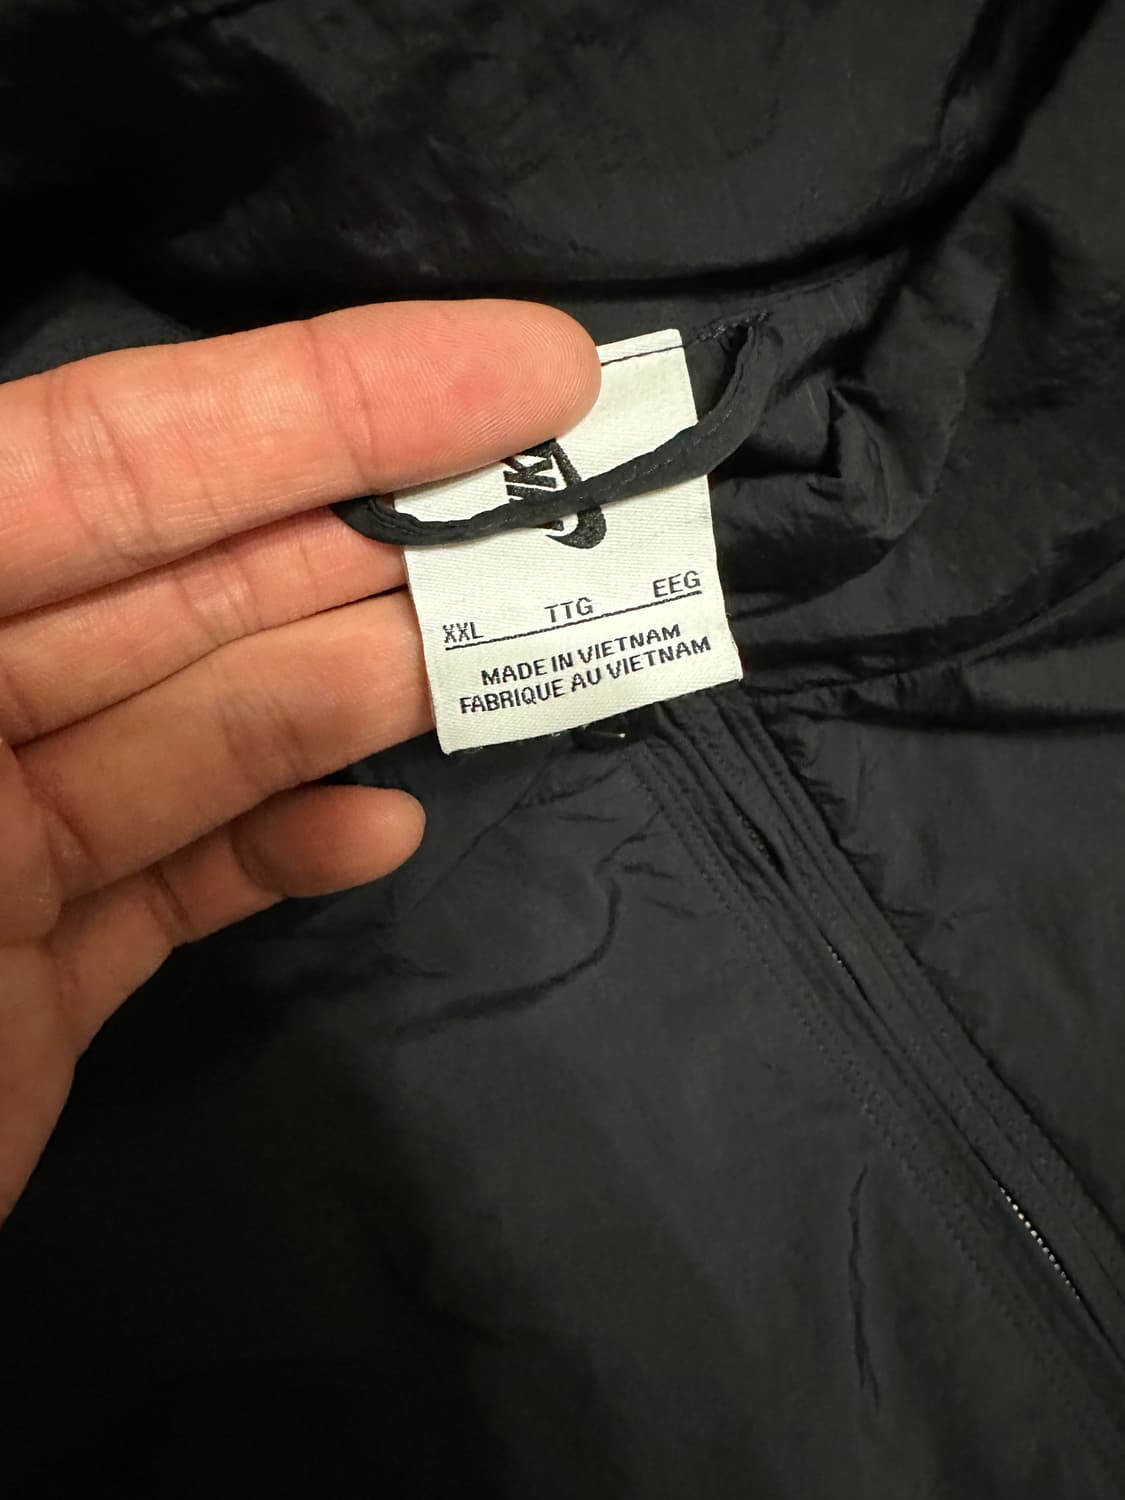 XXL TTG EEG
MADE IN VIETNAM
FABRIQUE AU VIETNAM